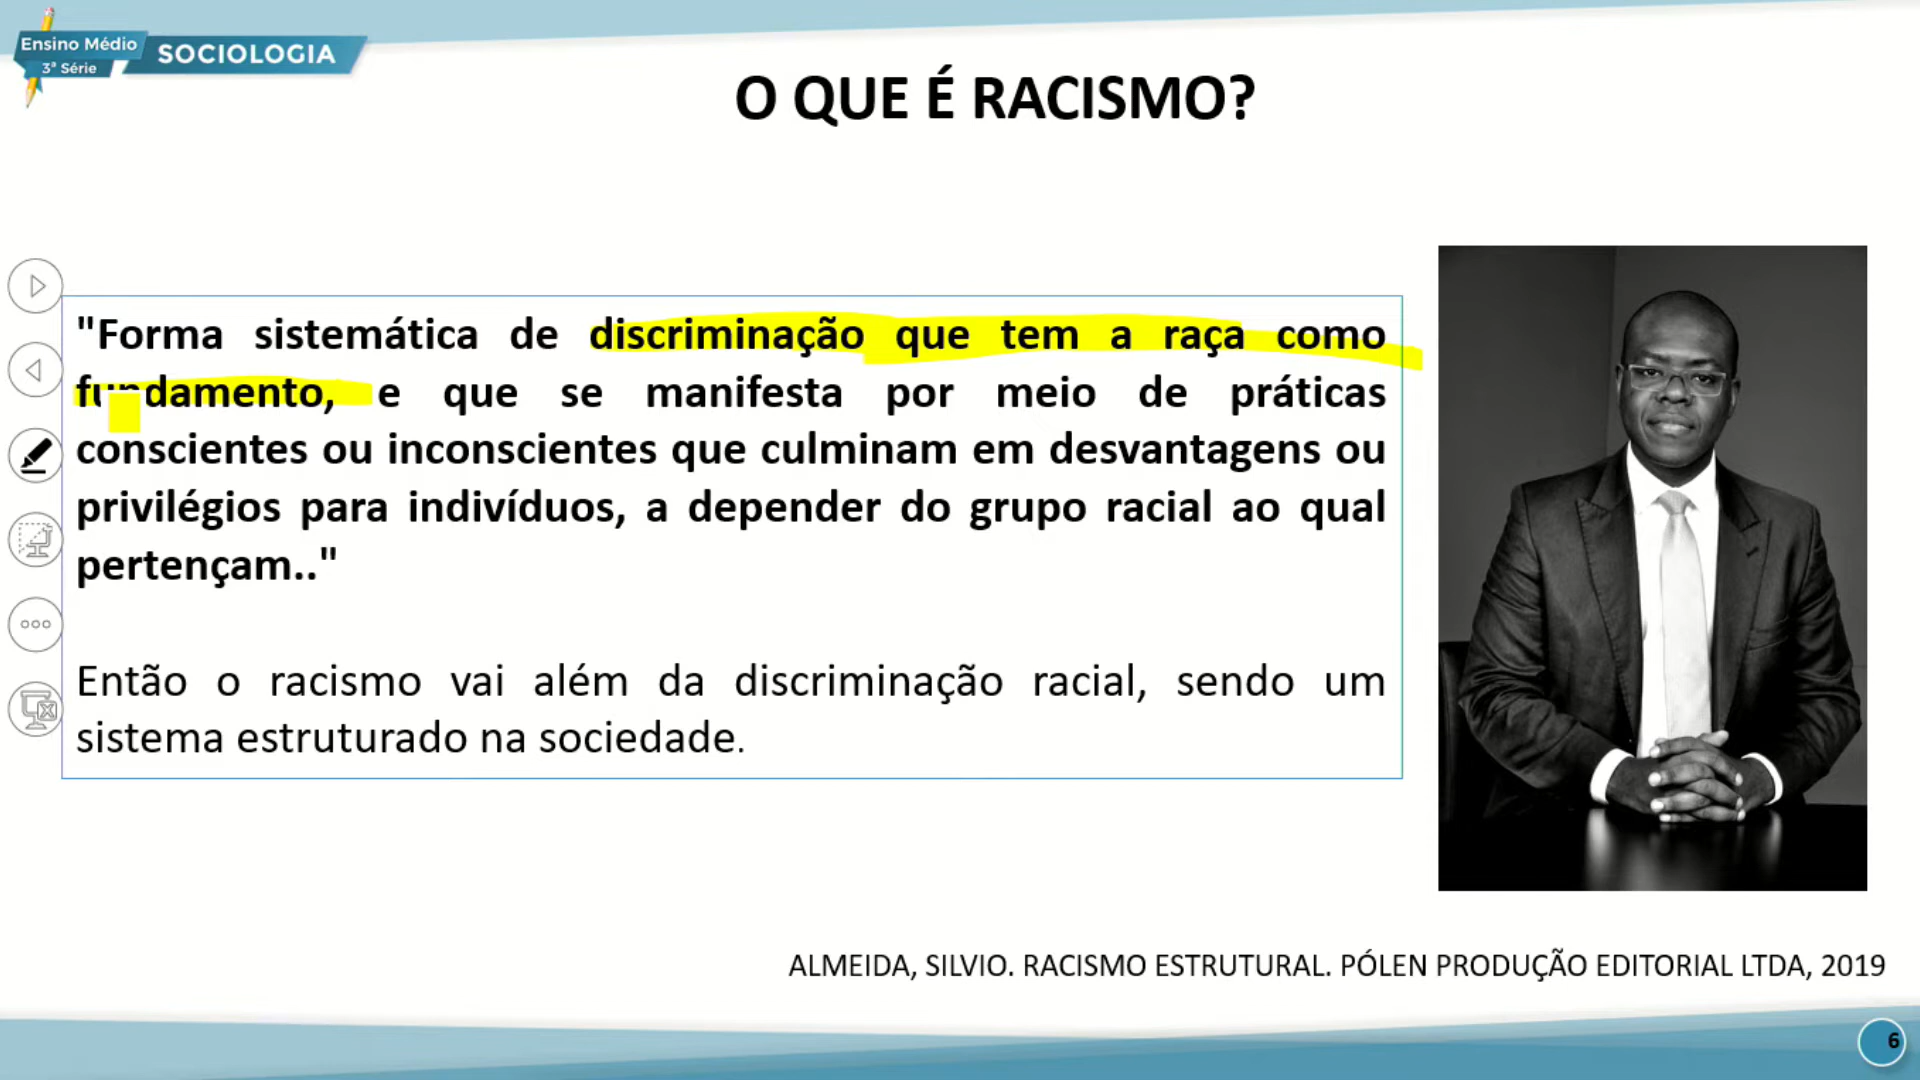 Ensino Médio
3ª Série
SOCIOLOGIA
O QUE É RACISMO?
"Forma sistemática de discriminação que tem a raça como
fundamento, e que se manifesta por meio de práticas
conscientes ou inconscientes que culminam em desvantagens ou
privilégios para indivíduos, a depender do grupo racial ao qual
pertençam.."
Então o racismo vai além da discriminação racial, sendo um
sistema estruturado na sociedade.
ALMEIDA, SILVIO. RACISMO ESTRUTURAL. PÓLEN PRODUÇÃO EDITORIAL LTDA, 2019
6